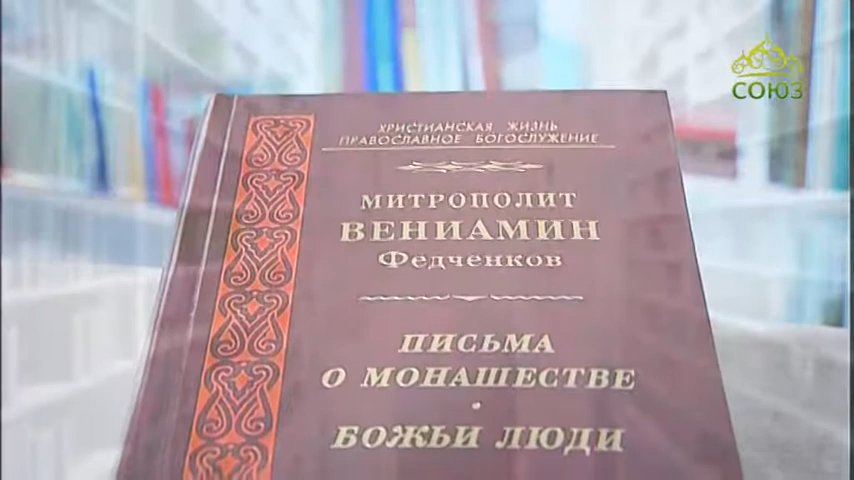 СОЮЗ
ХРИСТИАНСКАЯ ЖИЗНЬ
ПРАВОСЛАВНОЕ БОГОСЛУЖЕНИЕ
МИТРОПОЛИТ
ВЕНИАМИН
Федченков
ПИСЬМА
О МОНАШЕСТВЕ
БОЖЬИ ЛЮДИ